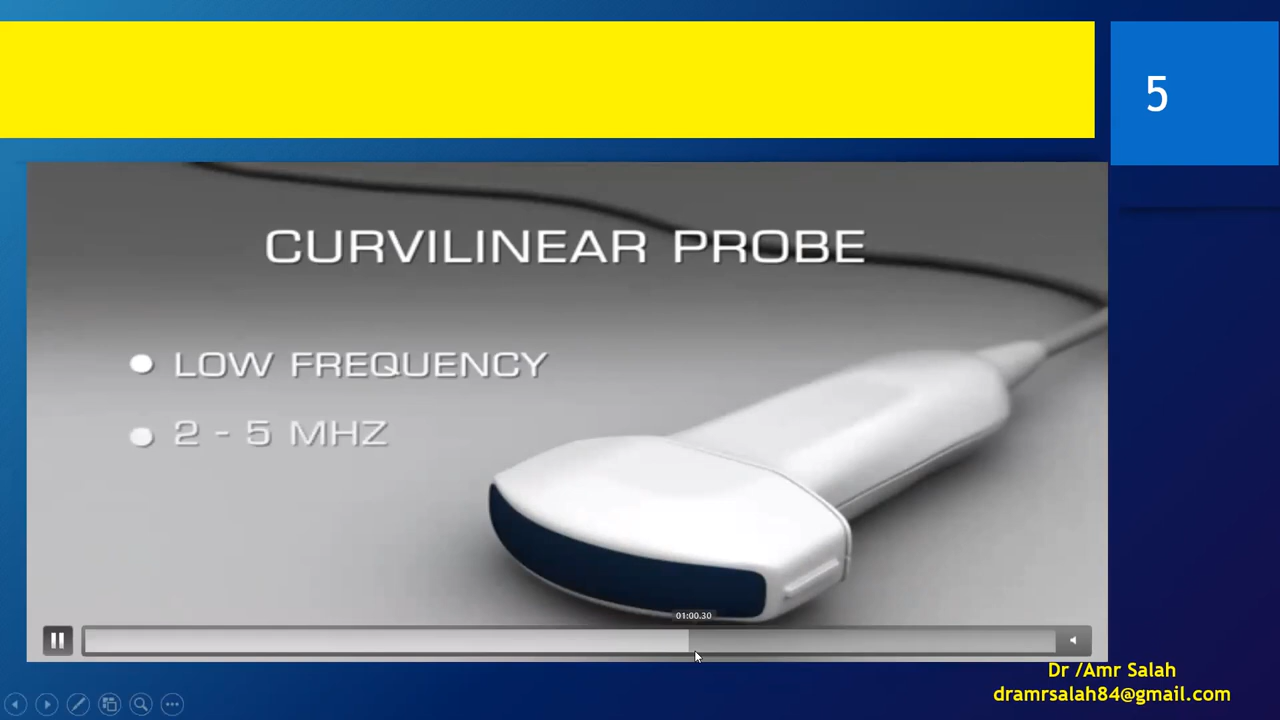 5
CURVILINEAR PROBE
LOW FREQUENCY
2 - 5 MHZ
01:00.30
Dr /Amr Salah
dramrsalah84@gmail.com